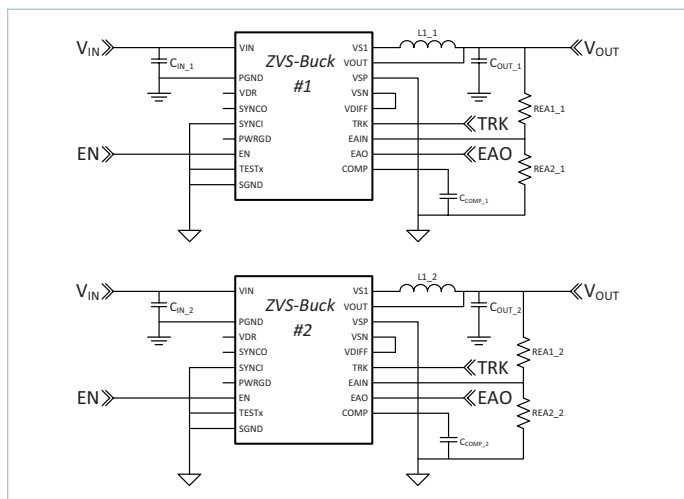 VIN
CIN_1
VIN
PGND
VDR
SYNCO
SYNCI
PWRGD
EN
EN
TESTx
SGND
ZVS-Buck
#1
VS1
VOUT
VSP
VSN
VDIFF
TRK
EAIN
EAO
COMP
L1_1
COUT_1
VOUT
REA1_1
TRK
EAO
REA2_1
CCOMP_1
VIN
CIN_2
VIN
PGND
VDR
SYNCO
SYNCI
PWRGD
EN
EN
TESTx
SGND
ZVS-Buck
#2
VS1
VOUT
VSP
VSN
VDIFF
TRK
EAIN
EAO
COMP
L1_2
COUT_2
VOUT
REA1_2
TRK
EAO
REA2_2
CCOMP_2